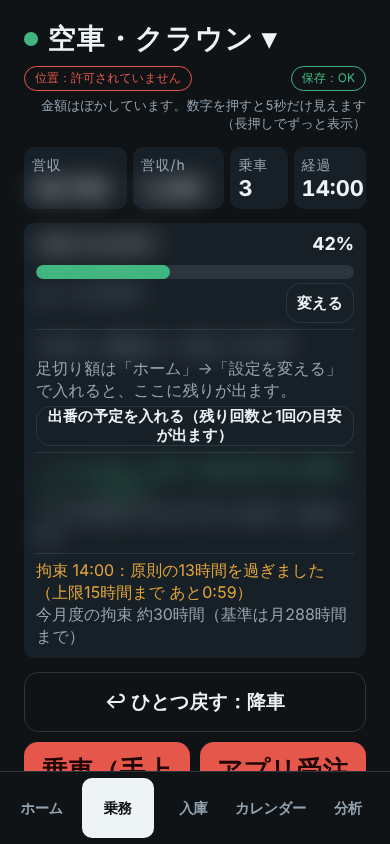 空車・クラウン ▾
位置：許可されていません
保存：OK
金額はぼかしています。数字を押すと5秒だけ見えます
（長押しでずっと表示）
営収
営収/h
乗車
経過
3
14:00
42%
変える
足切り額は「ホーム」→「設定を変える」
で入れると、ここに残りが出ます。
出番の予定を入れる（残り回数と1回の目安
が出ます）
拘束 14:00：原則の13時間を過ぎました
（上限15時間まで あと0:59）
今月度の拘束 約30時間（基準は月288時間
まで）
↩ ひとつ戻す：降車
乗車（手上
アプリ受注
ホーム
乗務
入庫
カレンダー
分析